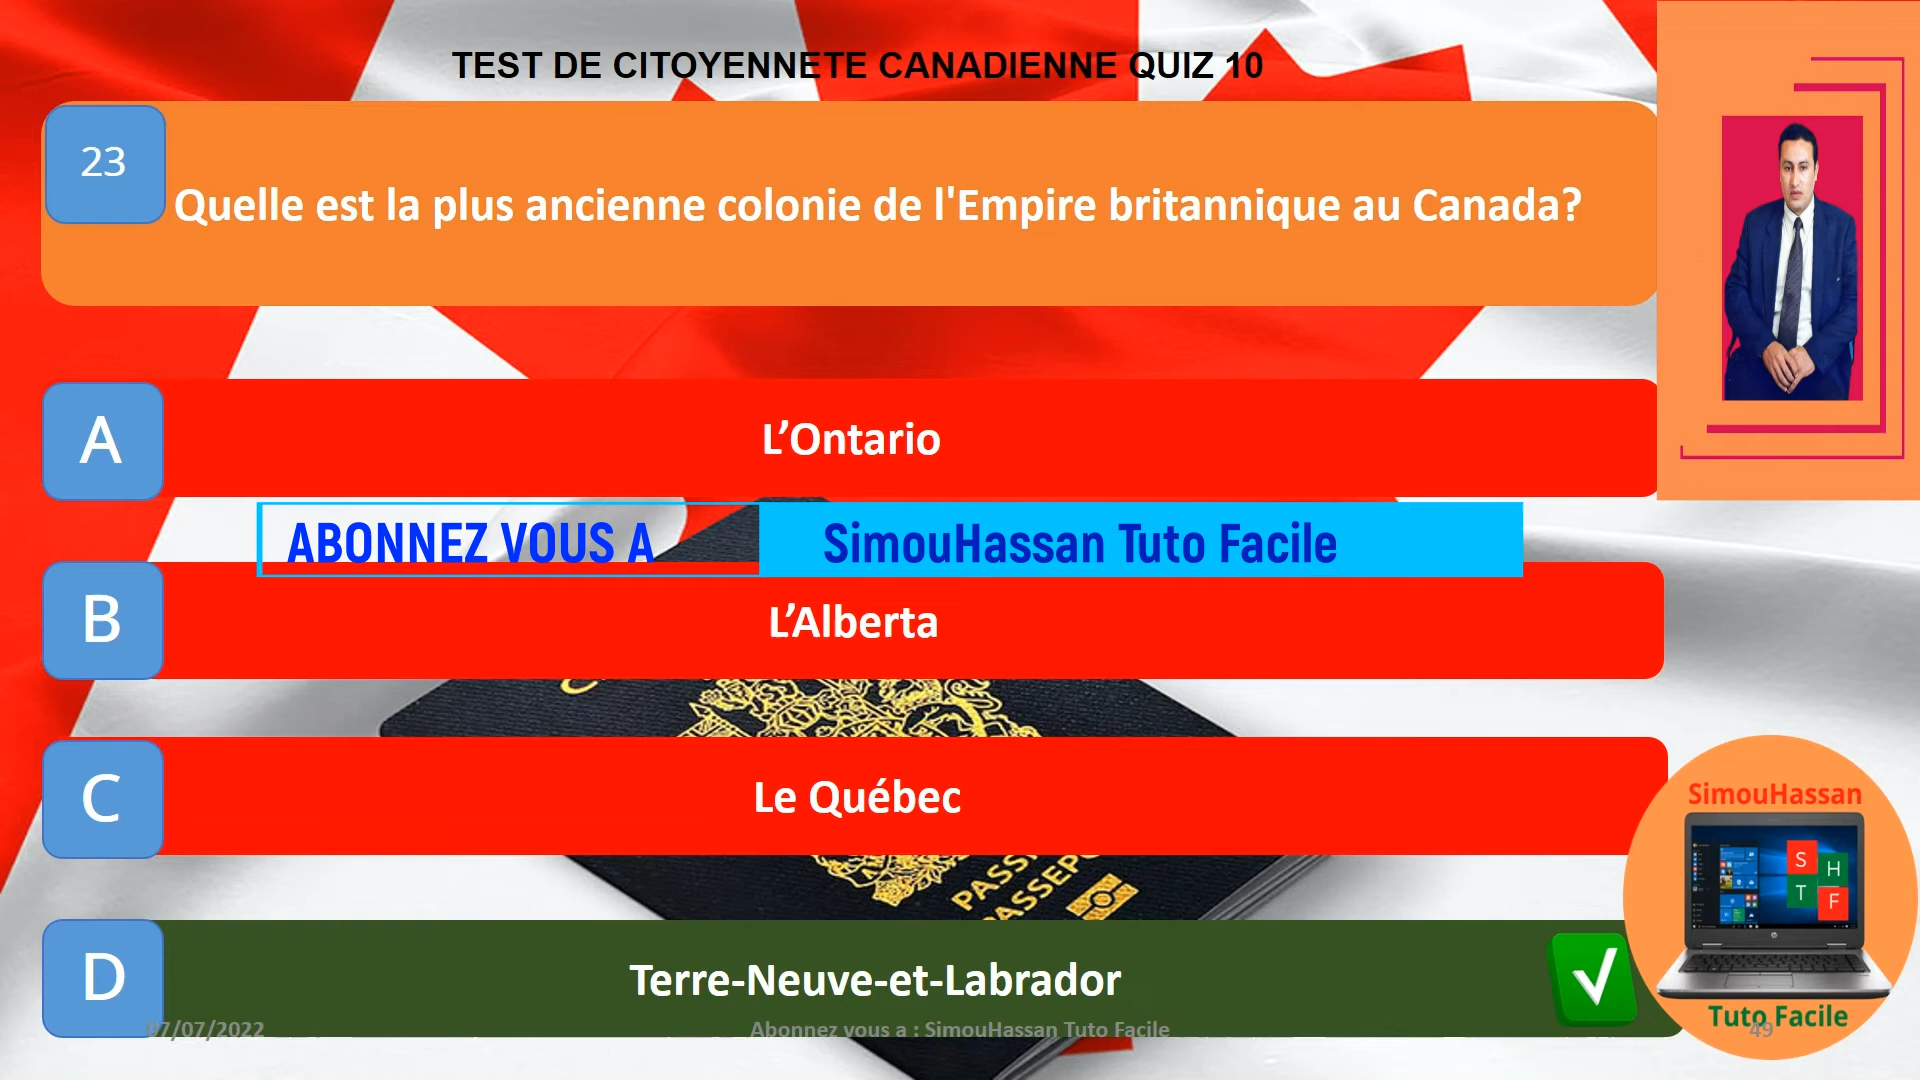 TEST DE CITOYENNETE CANADIENNE QUIZ 10
23
Quelle est la plus ancienne colonie de l'Empire britannique au Canada?
A
L’Ontario
ABONNEZ VOUS A
SimouHassan Tuto Facile
B
L’Alberta
C
Le Québec
SimouHassan
S
H
T
F
PASS
PASSEP
D
Terre-Neuve-et-Labrador
Tuto Facile
07/07/2022
Abonnez vous a : SimouHassan Tuto Facile
49